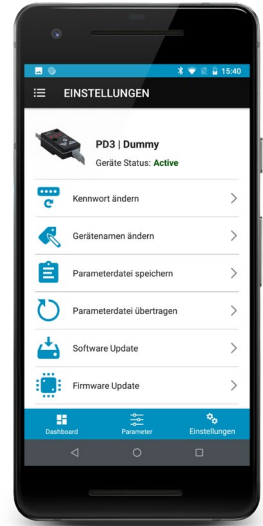 15:40
EINSTELLUNGEN
PD3 | Dummy
Geräte Status: Active
Kennwort ändern
Gerätenamen ändern
Parameterdatei speichern
Parameterdatei übertragen
Software Update
Firmware Update
Dashboard Parameter Einstellungen